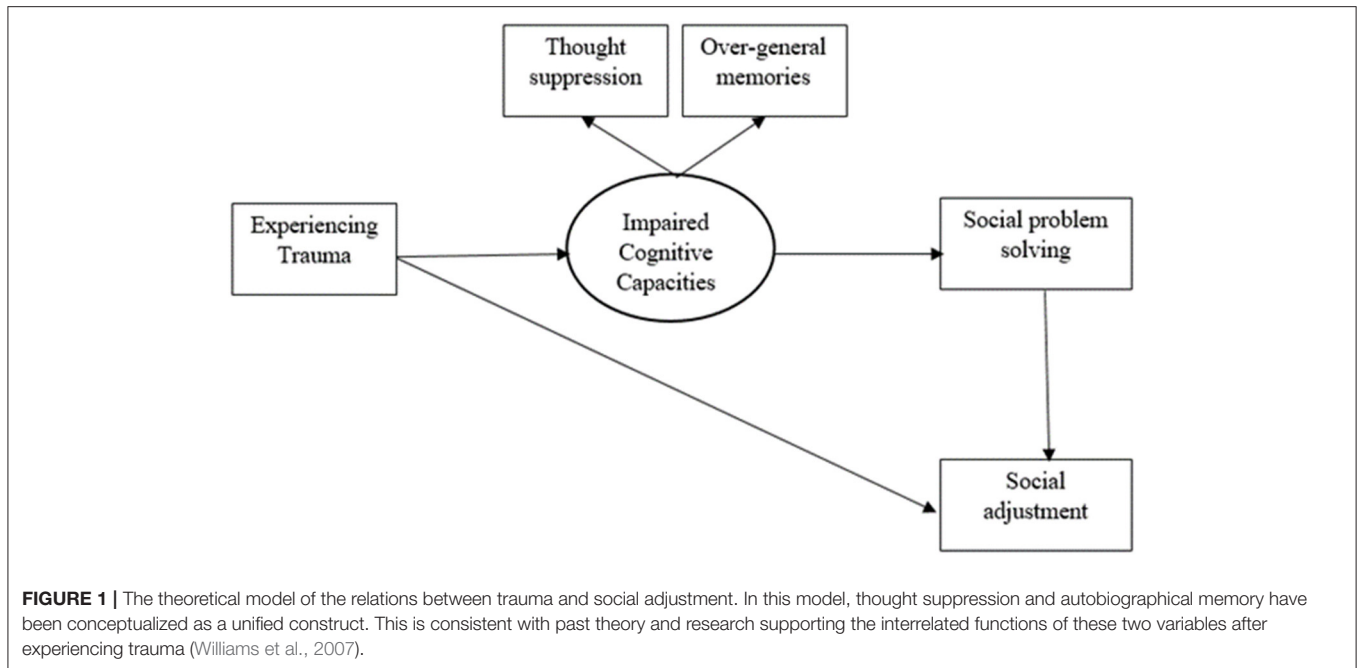 Thought
suppression
Over-general
memories
Experiencing
Trauma
Impaired
Cognitive
Capacities
Social problem
solving
Social
adjustment
FIGURE 1 | The theoretical model of the relations between trauma and social adjustment. In this model, thought suppression and autobiographical memory have
been conceptualized as a unified construct. This is consistent with past theory and research supporting the interrelated functions of these two variables after
experiencing trauma (Williams et al., 2007).